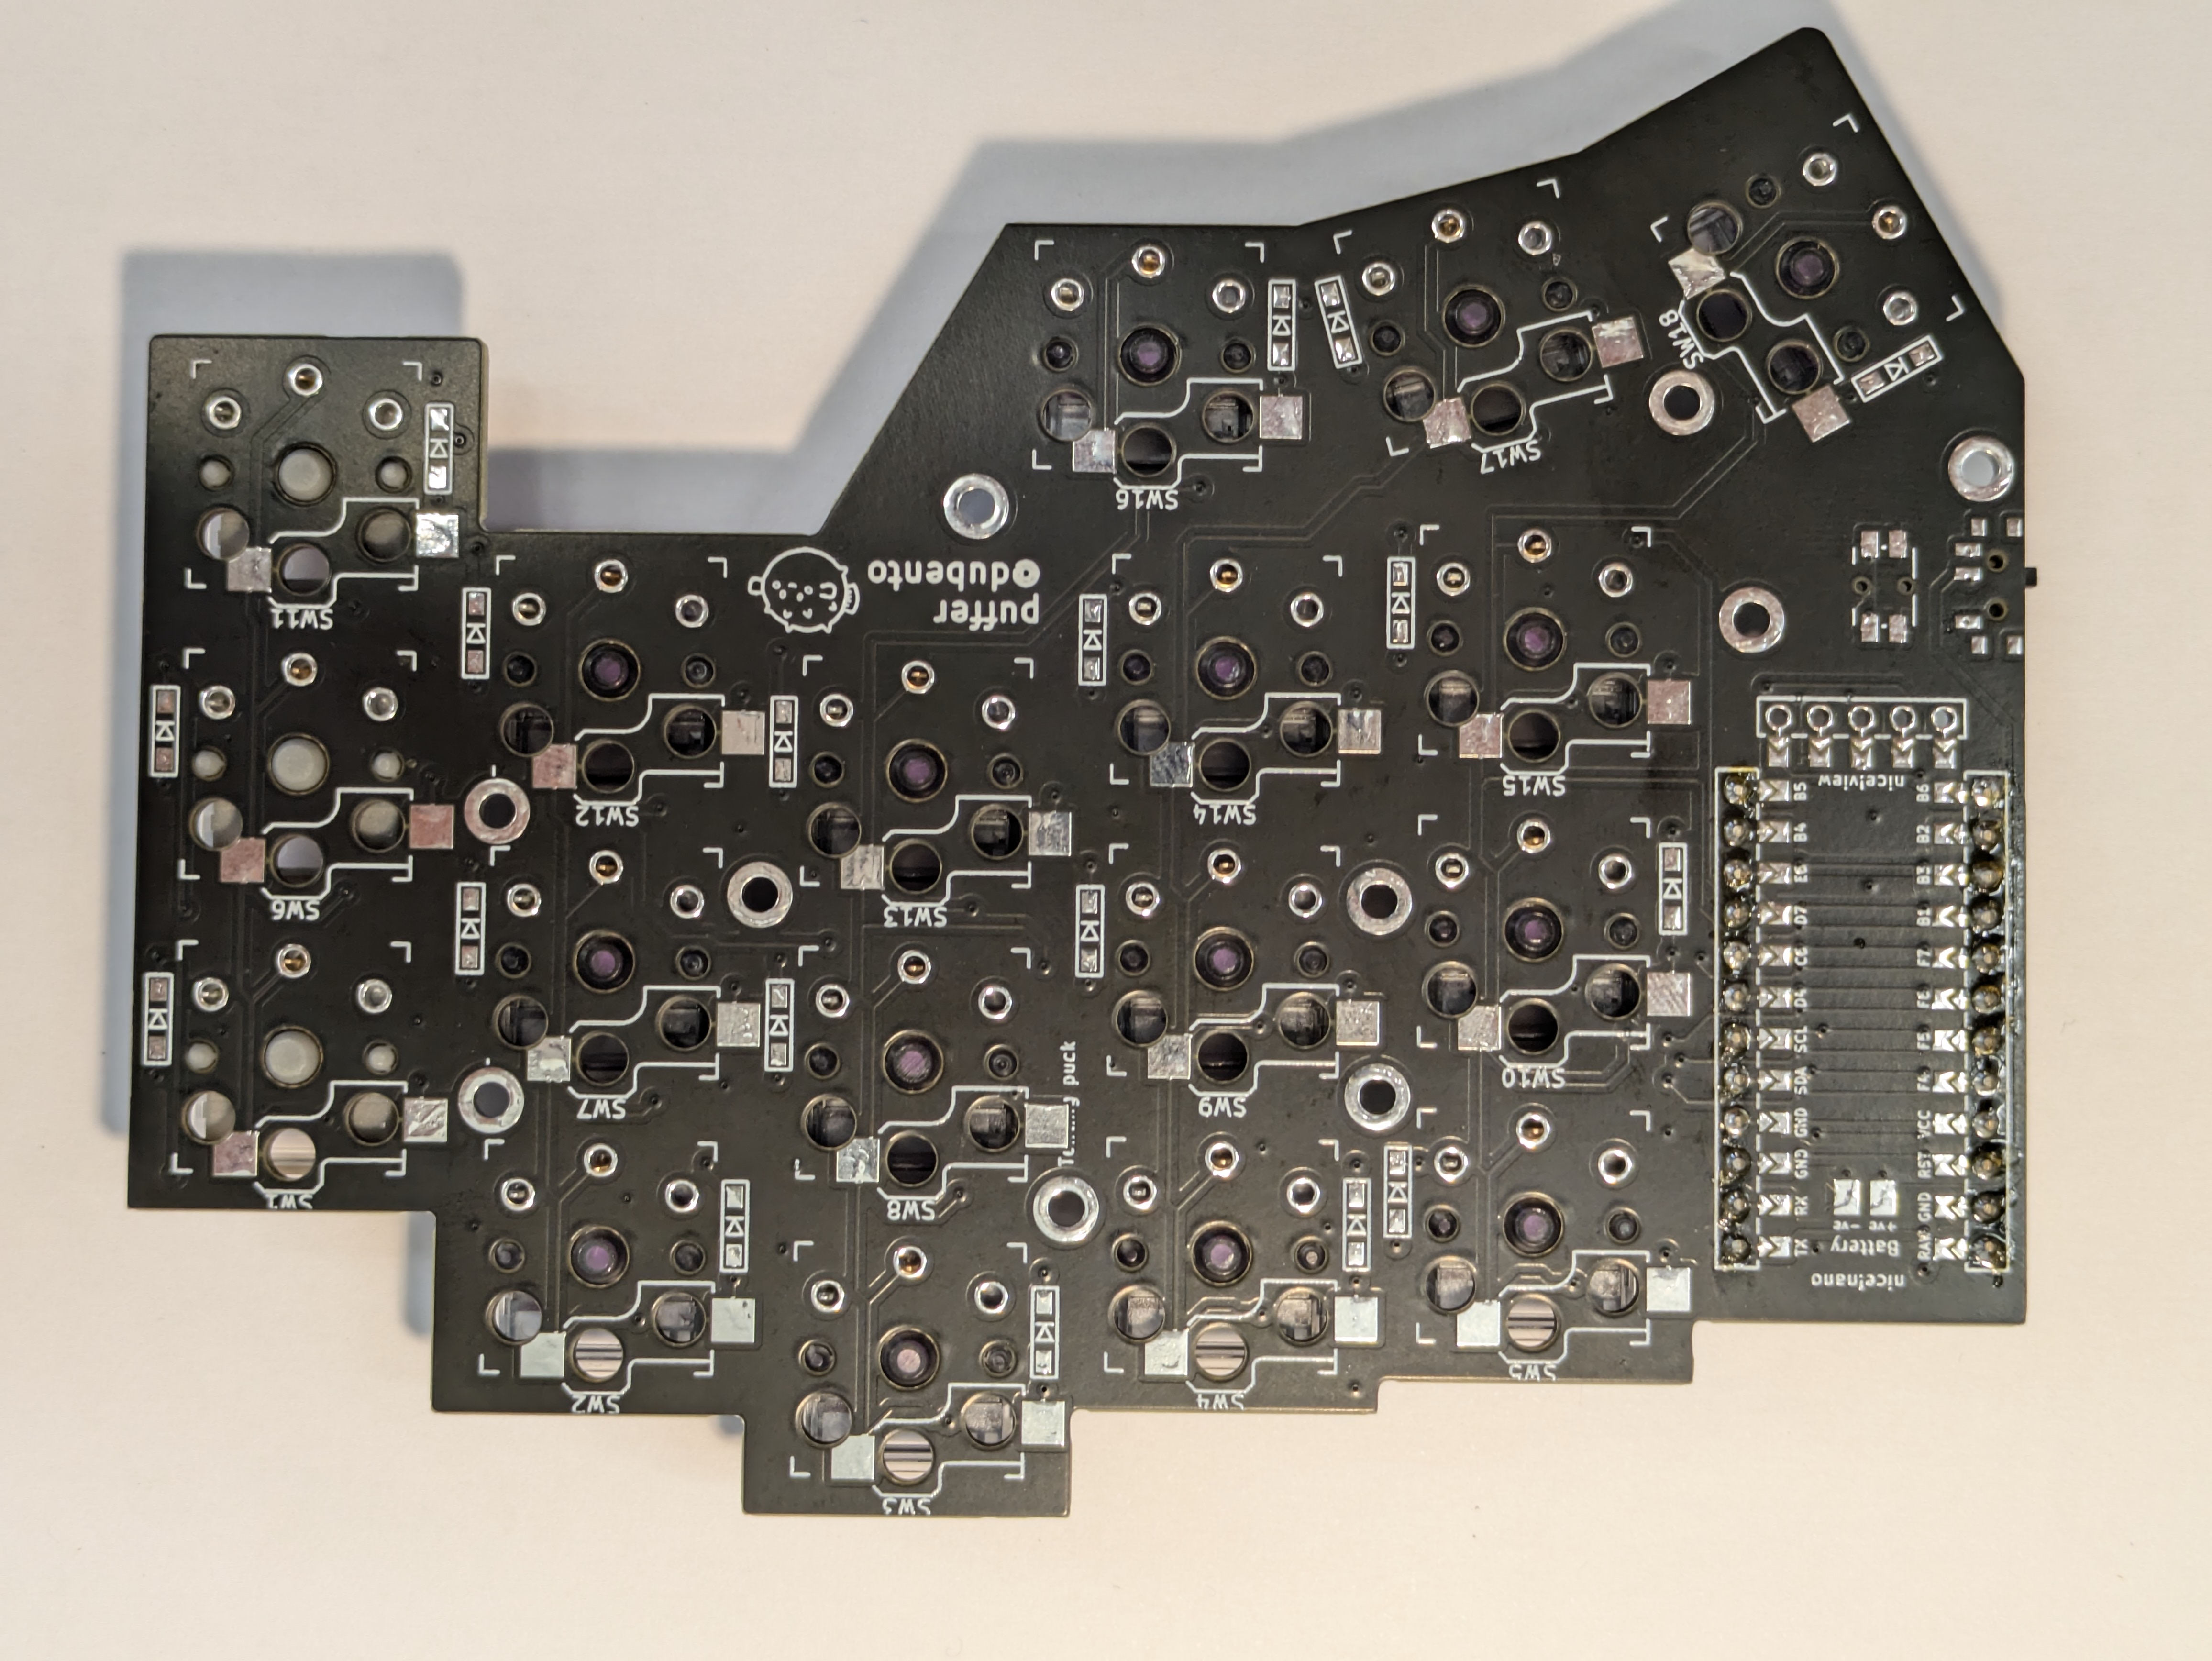 SW18
SW17
SW16
puffer
@dubento
SW11
SW12
SW14
SW15
SW13
SW6
SW7
SW9
SW10
SW8
SW1
SW2
SW4
SW5
SW3
puck
nice!view
B5 B6
B4 B2
E6 B3
D7 B1
C6 F7
D4 F6
SCL F5
SDA F4
GND VCC
GND RST
RX GND
TX RAW
Battery
+ve -ve
nice!nano